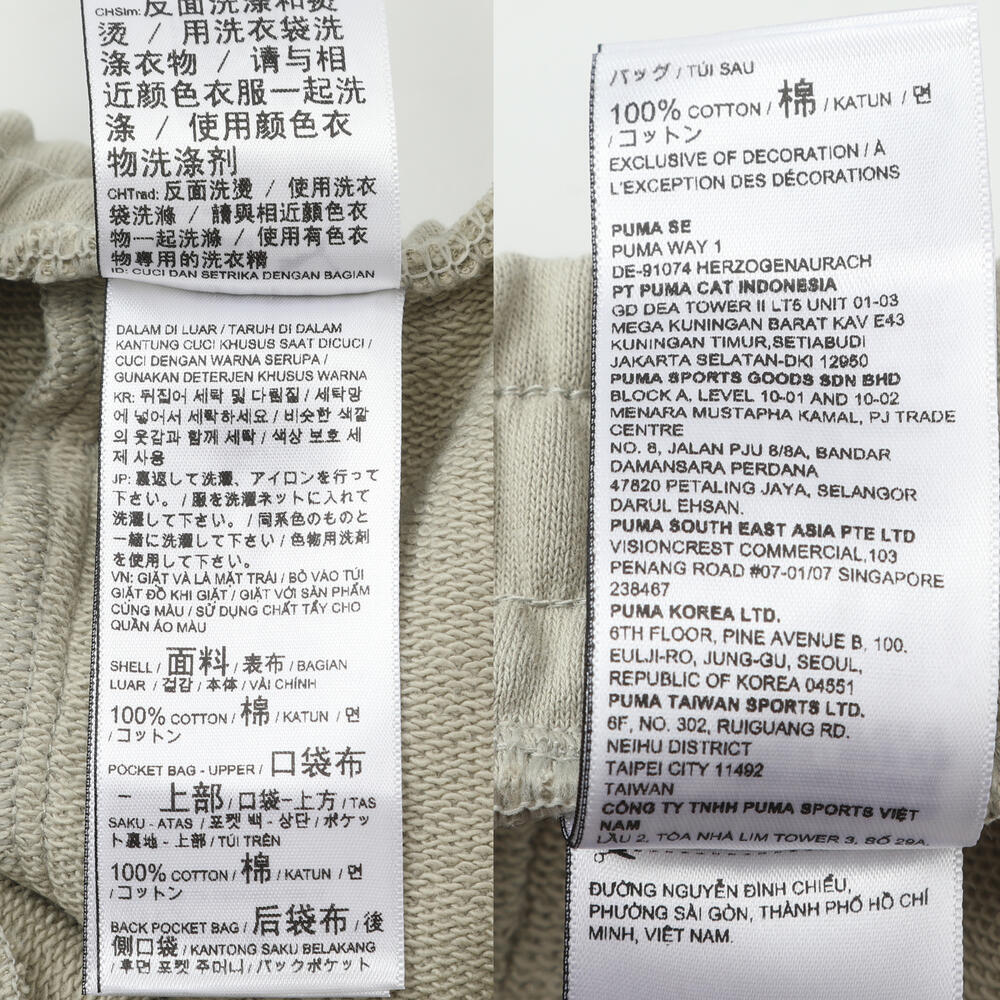 CHSim: 反面洗涤和熨
烫 / 用洗衣袋洗
涤衣物 / 请与相
近颜色衣服一起洗
涤 / 使用颜色衣
物洗涤剂
CHTrad: 反面洗燙 / 使用洗衣
袋洗滌 / 請與相近顏色衣
物一起洗滌 / 使用有色衣
物專用的洗衣精
ID: CUCI DAN SETRIKA DENGAN BAGIAN
DALAM DI LUAR / TARUH DI DALAM
KANTUNG CUCI KHUSUS SAAT DICUCI /
CUCI DENGAN WARNA SERUPA /
GUNAKAN DETERJEN KHUSUS WARNA
KR: 뒤집어 세탁 및 다림질 / 세탁망
에 넣어서 세탁하세요 / 비슷한 색깔
의 옷감과 함께 세탁 / 색상 보호 세
제 사용
JP: 裏返して洗濯、アイロンを行って
下さい。 / 服を洗濯ネットに入れて
洗濯して下さい。 / 同系色のものと
一緒に洗濯して下さい / 色物用洗剤
を使用して下さい。
VN: GIẶT VÀ LÀ MẶT TRÁI / BỎ VÀO TÚI
GIẶT ĐỒ KHI GIẶT / GIẶT VỚI SẢN PHẨM
CÙNG MÀU / SỬ DỤNG CHẤT TẨY CHO
QUẦN ÁO MÀU
SHELL / 面料 / 表布 / BAGIAN
LUAR / 겉감 / 本体 / VẢI CHÍNH
100% COTTON / 棉 / KATUN / 면
/ コットン
POCKET BAG - UPPER / 口袋布
- 上部 / 口袋-上方 / TAS
SAKU - ATAS / 포켓 백 - 상단 / ポケッ
ト裏地 - 上部 / TÚI TRÊN
100% COTTON / 棉 / KATUN / 면
/ コットン
BACK POCKET BAG / 后袋布 / 後
側口袋 / KANTONG SAKU BELAKANG
/ 후면 포켓 주머니 / バックポケット
バッグ / TÚI SAU
100% COTTON / 棉 / KATUN / 면
/ コットン
EXCLUSIVE OF DECORATION / À
L'EXCEPTION DES DÉCORATIONS
PUMA SE
PUMA WAY 1
DE-91074 HERZOGENAURACH
PT PUMA CAT INDONESIA
GD DEA TOWER II LT5 UNIT 01-03
MEGA KUNINGAN BARAT KAV E43
KUNINGAN TIMUR,SETIABUDI
JAKARTA SELATAN-DKI 12950
PUMA SPORTS GOODS SDN BHD
BLOCK A, LEVEL 10-01 AND 10-02
MENARA MUSTAPHA KAMAL, PJ TRADE
CENTRE
NO. 8, JALAN PJU 8/8A, BANDAR
DAMANSARA PERDANA
47820 PETALING JAYA, SELANGOR
DARUL EHSAN.
PUMA SOUTH EAST ASIA PTE LTD
VISIONCREST COMMERCIAL,103
PENANG ROAD #07-01/07 SINGAPORE
238467
PUMA KOREA LTD.
6TH FLOOR, PINE AVENUE B, 100.
EULJI-RO, JUNG-GU, SEOUL,
REPUBLIC OF KOREA 04551
PUMA TAIWAN SPORTS LTD.
6F, NO. 302, RUIGUANG RD.
NEIHU DISTRICT
TAIPEI CITY 11492
TAIWAN
CÔNG TY TNHH PUMA SPORTS VIỆT
NAM
LẦU 2, TÒA NHÀ LIM TOWER 3, SỐ 29A,
ĐƯỜNG NGUYỄN ĐÌNH CHIỂU,
PHƯỜNG SÀI GÒN, THÀNH PHỐ HỒ CHÍ
MINH, VIỆT NAM.